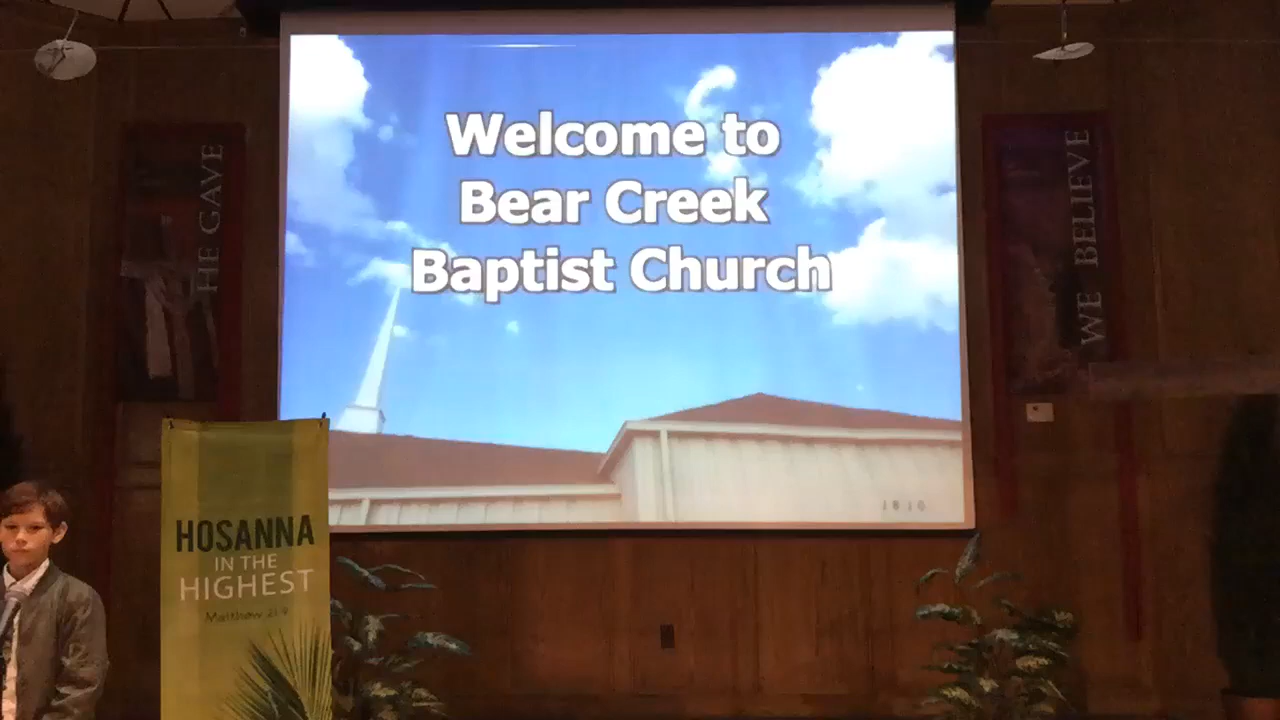 Welcome to
Bear Creek
Baptist Church
1810
HE GAVE
WE BELIEVE
HOSANNA
IN THE
HIGHEST
Matthew 21:9